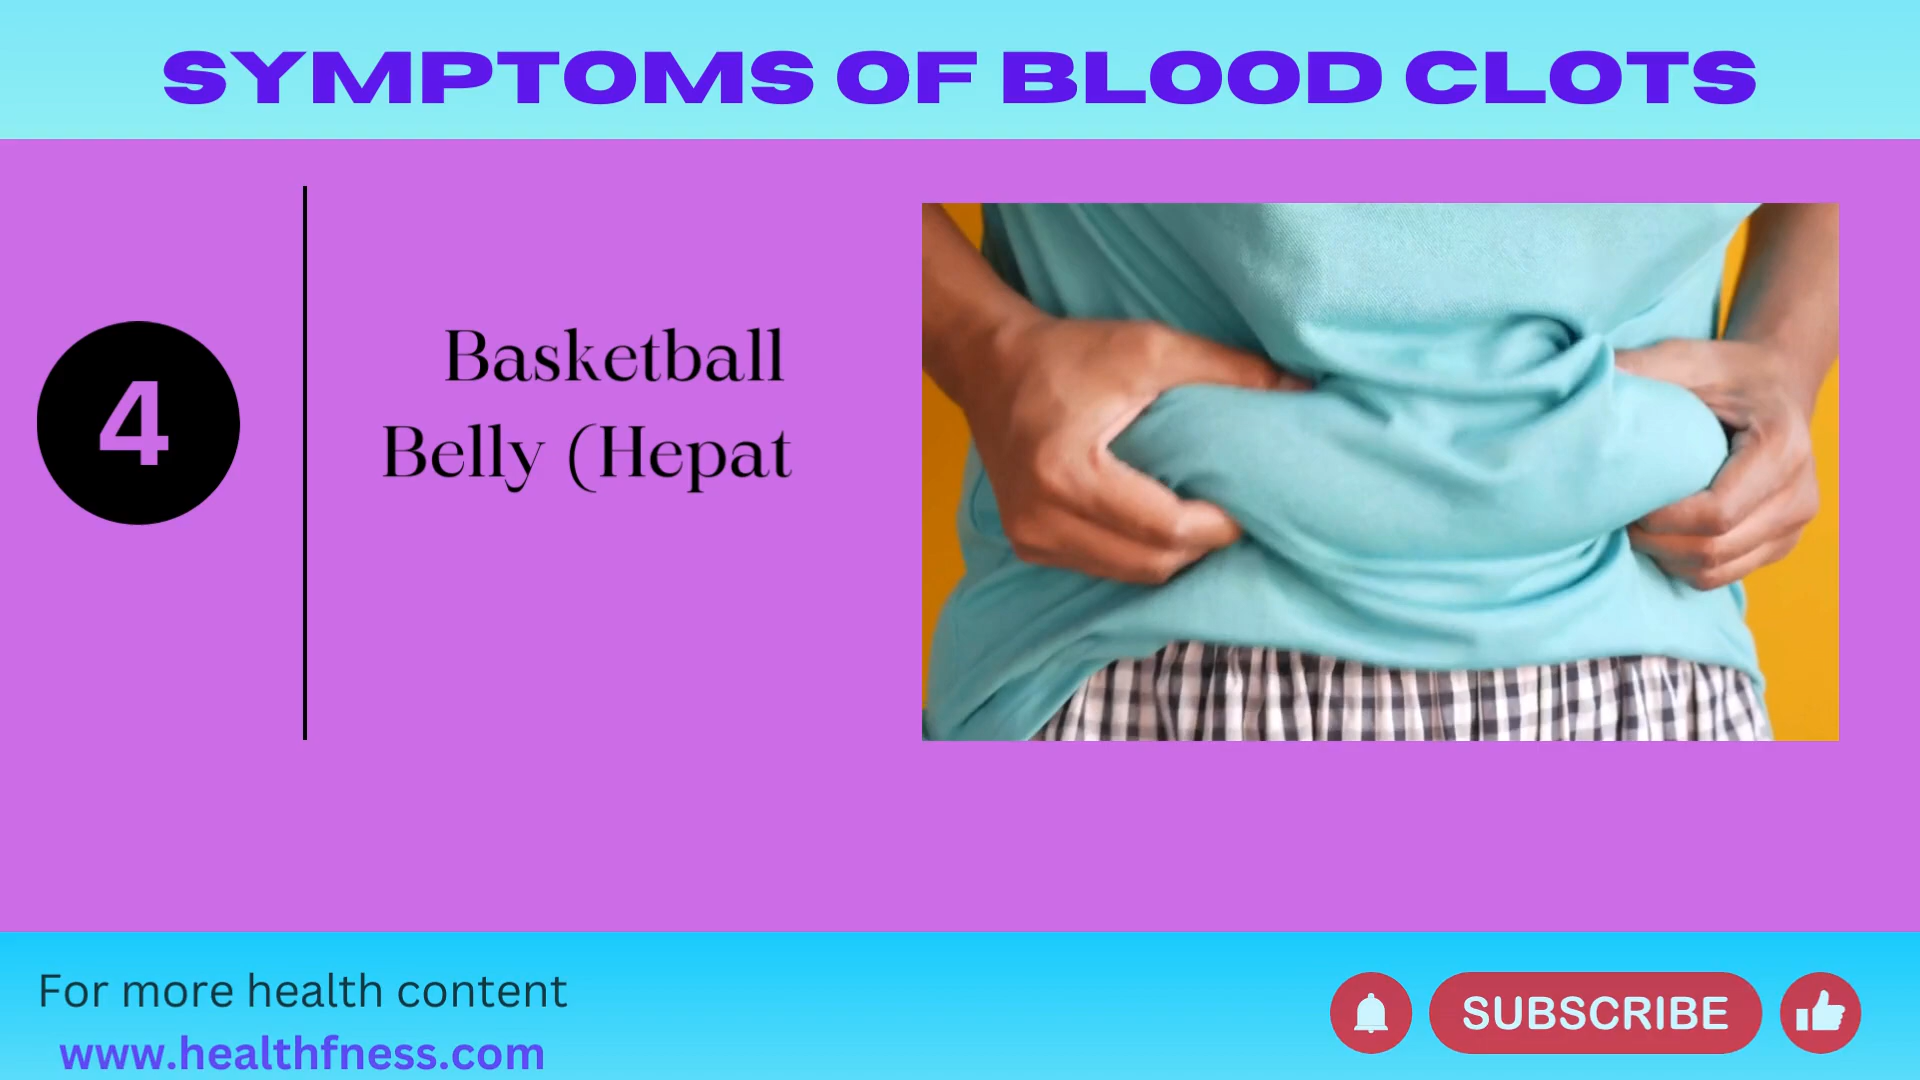 SYMPTOMS OF BLOOD CLOTS
4
Basketball
Belly (Hepat
For more health content
www.healthfness.com
SUBSCRIBE